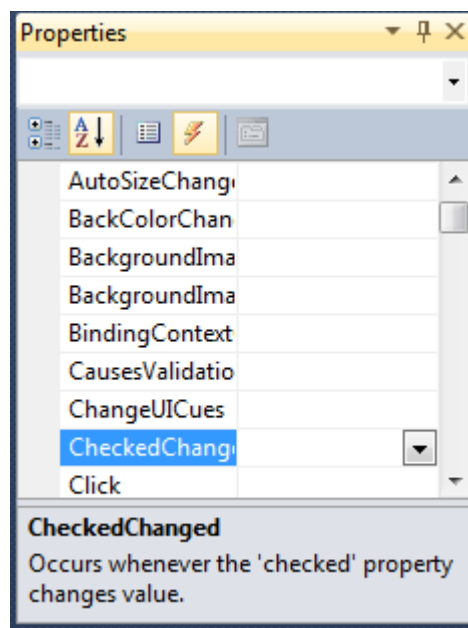 Properties
AutoSizeChang
BackColorChan
BackgroundIma
BackgroundIma
BindingContext
CausesValidatio
ChangeUICues
CheckedChang
Click
CheckedChanged
Occurs whenever the 'checked' property
changes value.